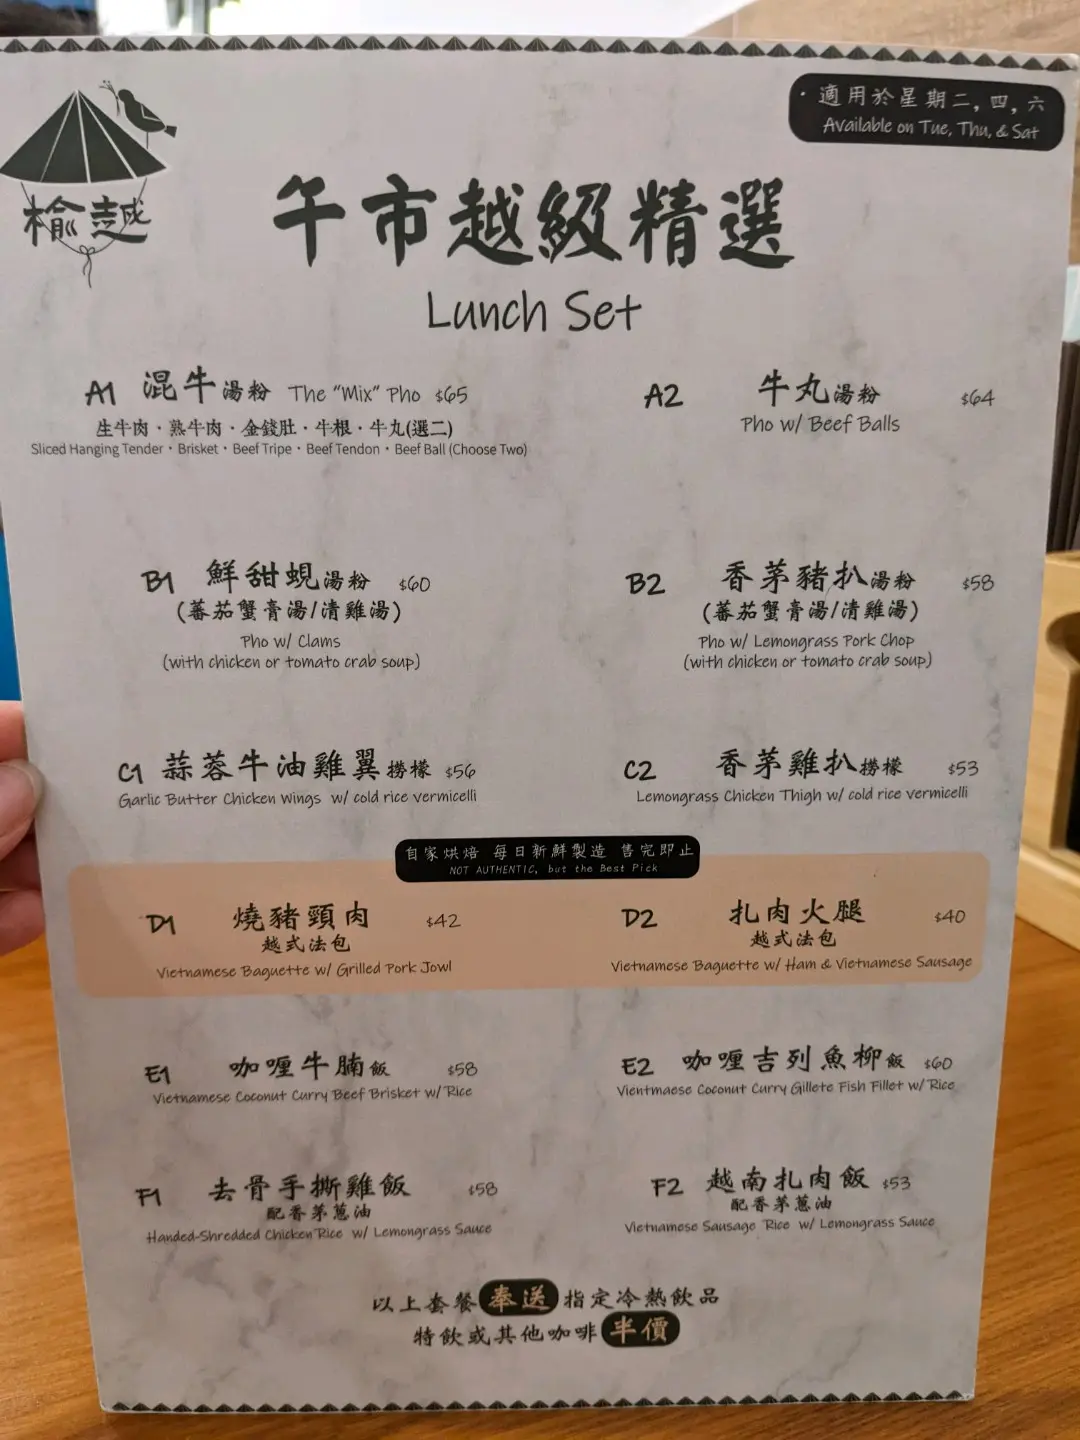 適用於星期二, 四, 六
Available on Tue, Thu, & Sat
榆越
午市越級精選
Lunch Set
A1 混牛湯粉 The "Mix" Pho $65
生牛肉・熟牛肉・金錢肚・牛根・牛丸(選二)
Sliced Hanging Tender・Brisket・Beef Tripe・Beef Tendon・Beef Ball (Choose Two)
A2 牛丸湯粉 $64
Pho w/ Beef Balls
B1 鮮甜蜆湯粉 $60
(蕃茄蟹膏湯/清雞湯)
Pho w/ Clams
(with chicken or tomato crab soup)
B2 香茅豬扒湯粉 $58
(蕃茄蟹膏湯/清雞湯)
Pho w/ Lemongrass Pork Chop
(with chicken or tomato crab soup)
C1 蒜蓉牛油雞翼撈檬 $56
Garlic Butter Chicken Wings w/ cold rice vermicelli
C2 香茅雞扒撈檬 $53
Lemongrass Chicken Thigh w/ cold rice vermicelli
自家烘焙 每日新鮮製造 售完即止
NOT AUTHENTIC, but the Best Pick
D1 燒豬頸肉 $42
越式法包
Vietnamese Baguette w/ Grilled Pork Jowl
D2 扎肉火腿 $40
越式法包
Vietnamese Baguette w/ Ham & Vietnamese Sausage
E1 咖喱牛腩飯 $58
Vietnamese Coconut Curry Beef Brisket w/ Rice
E2 咖喱吉列魚柳飯 $60
Vientmaese Coconut Curry Gillete Fish Fillet w/ Rice
F1 去骨手撕雞飯 $58
配香茅蔥油
Handed-Shredded Chicken Rice w/ Lemongrass Sauce
F2 越南扎肉飯 $53
配香茅蔥油
Vietnamese Sausage Rice w/ Lemongrass Sauce
以上套餐奉送指定冷熱飲品
特飲或其他咖啡半價